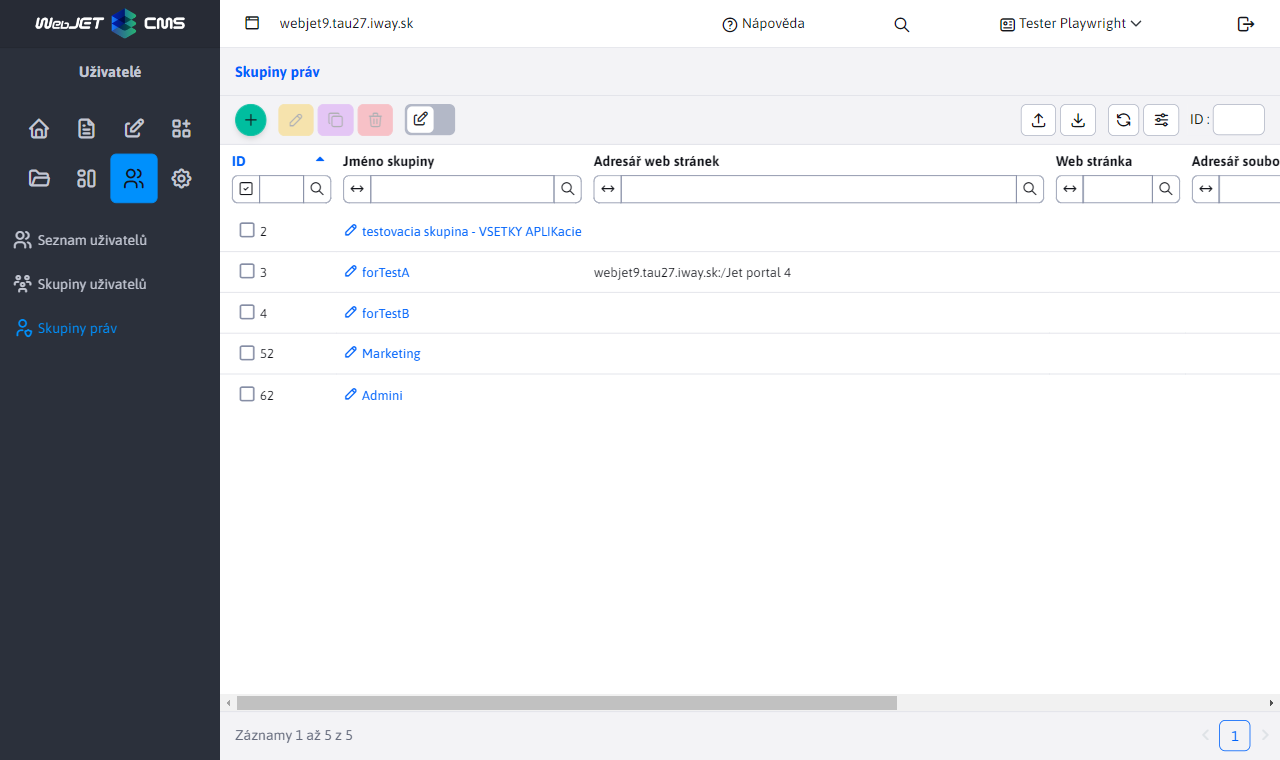 WebJET CMS
webjet9.tau27.iway.sk
Nápověda
Tester Playwright
Uživatelé
Skupiny práv
ID :
ID
Jméno skupiny
Adresář web stránek
Web stránka
Adresář soubo
Seznam uživatelů
Skupiny uživatelů
Skupiny práv
2 testovacia skupina - VSETKY APLIKacie
3 forTestA webjet9.tau27.iway.sk:/Jet portal 4
4 forTestB
52 Marketing
62 Admini
Záznamy 1 až 5 z 5
1